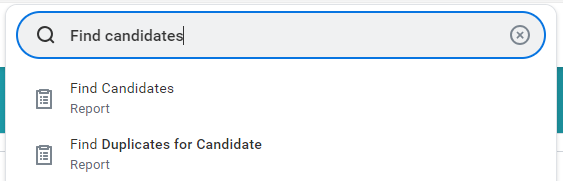 Find candidates
Find Candidates
Report
Find Duplicates for Candidate
Report